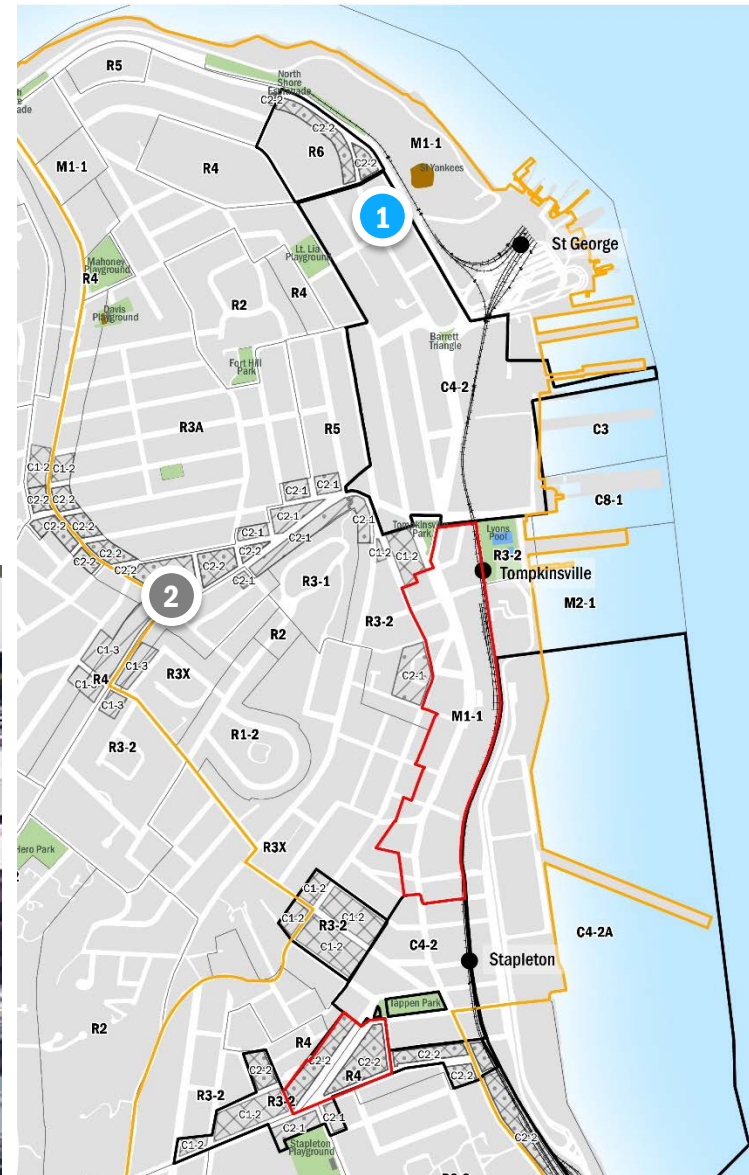 R5
North
Shore
Esplanade
C2-2
M1-1
C2-2
R6
C2-2
SI Yankees
M1-1
R4
1
St George
Mahoney
Playground
R4
Lt. Lia
Playground
R4
R2
Davis
Playground
Barrett
Triangle
Fort Hill
Park
C4-2
R3A
R5
C3
C1-2
C1-2
C2-1
C2-1
C2-2
C2-2
C2-1
C8-1
C2-2
C2-2
C2-1
C2-1
C2-1
Lyons
Pool
C2-2
C2-2
C2-2
C1-2
C1-2
R3-2
C2-2
C2-2
C2-1
Tompkinsville
R3-1
M2-1
2
R3-2
R2
C1-3
C1-3
R3X
C2-1
R4
C1-3
M1-1
R3-2
R1-2
Hero Park
R3X
C1-2
C1-2
C1-2
R3-2
C1-2
C4-2
C4-2A
Stapleton
Tappen Park
R2
R4
C2-2
C2-2
C2-2
C2-2
R4
C2-2
C2-2
R3-2
R3-2
C1-2
C2-1
C2-1
C2-2
C1-2
Stapleton
Playground